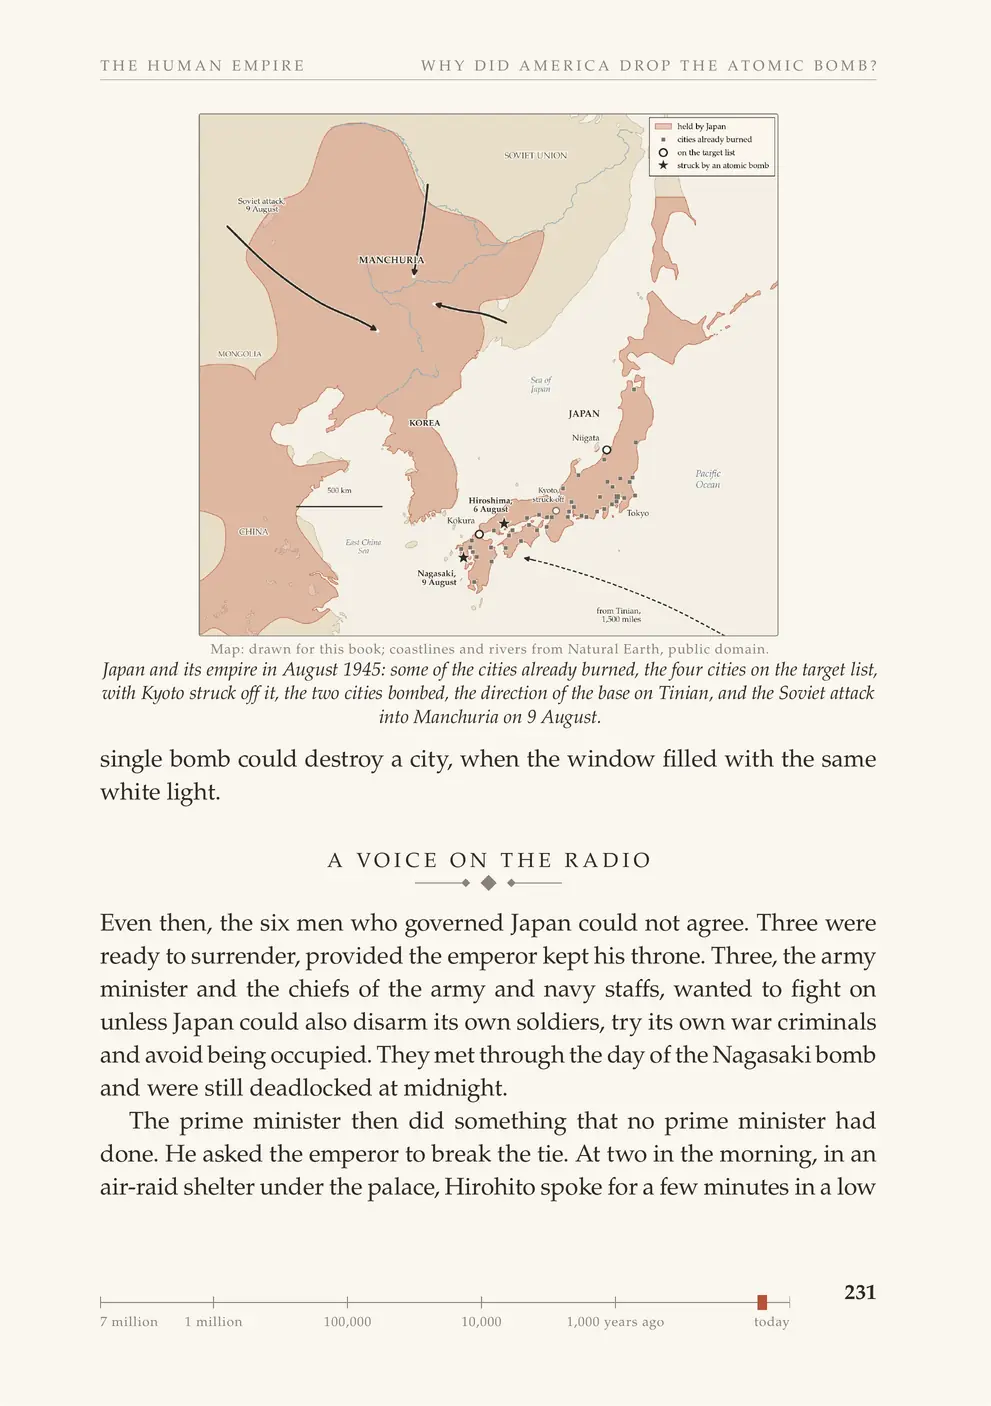 THE HUMAN EMPIRE
WHY DID AMERICA DROP THE ATOMIC BOMB?
held by Japan
cities already burned
on the target list
struck by an atomic bomb
SOVIET UNION
Soviet attack,
9 August
MANCHURIA
MONGOLIA
Sea of
Japan
JAPAN
KOREA
Niigata
Pacific
Ocean
500 km
Kyoto,
struck off
Hiroshima,
6 August
Tokyo
Kokura
CHINA
East China
Sea
Nagasaki,
9 August
from Tinian,
1,500 miles
Map: drawn for this book; coastlines and rivers from Natural Earth, public domain.
Japan and its empire in August 1945: some of the cities already burned, the four cities on the target list,
with Kyoto struck off it, the two cities bombed, the direction of the base on Tinian, and the Soviet attack
into Manchuria on 9 August.
single bomb could destroy a city, when the window filled with the same
white light.
A VOICE ON THE RADIO
Even then, the six men who governed Japan could not agree. Three were
ready to surrender, provided the emperor kept his throne. Three, the army
minister and the chiefs of the army and navy staffs, wanted to fight on
unless Japan could also disarm its own soldiers, try its own war criminals
and avoid being occupied. They met through the day of the Nagasaki bomb
and were still deadlocked at midnight.
The prime minister then did something that no prime minister had
done. He asked the emperor to break the tie. At two in the morning, in an
air-raid shelter under the palace, Hirohito spoke for a few minutes in a low
231
7 million
1 million
100,000
10,000
1,000 years ago
today